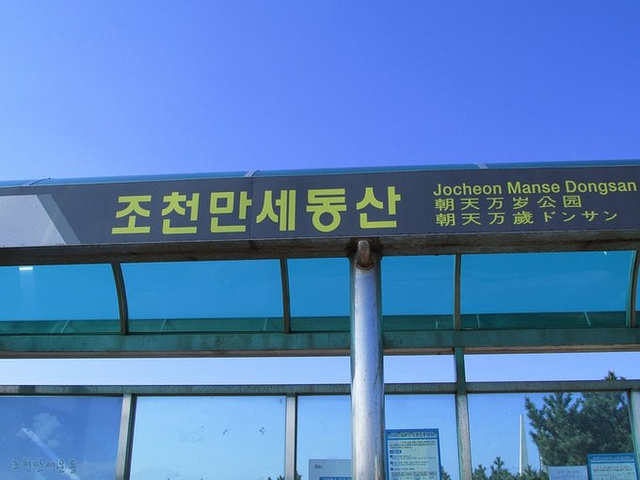 조천만세동산
Jocheon Manse Dongsan
朝天万岁公园
朝天万歳ドンサン